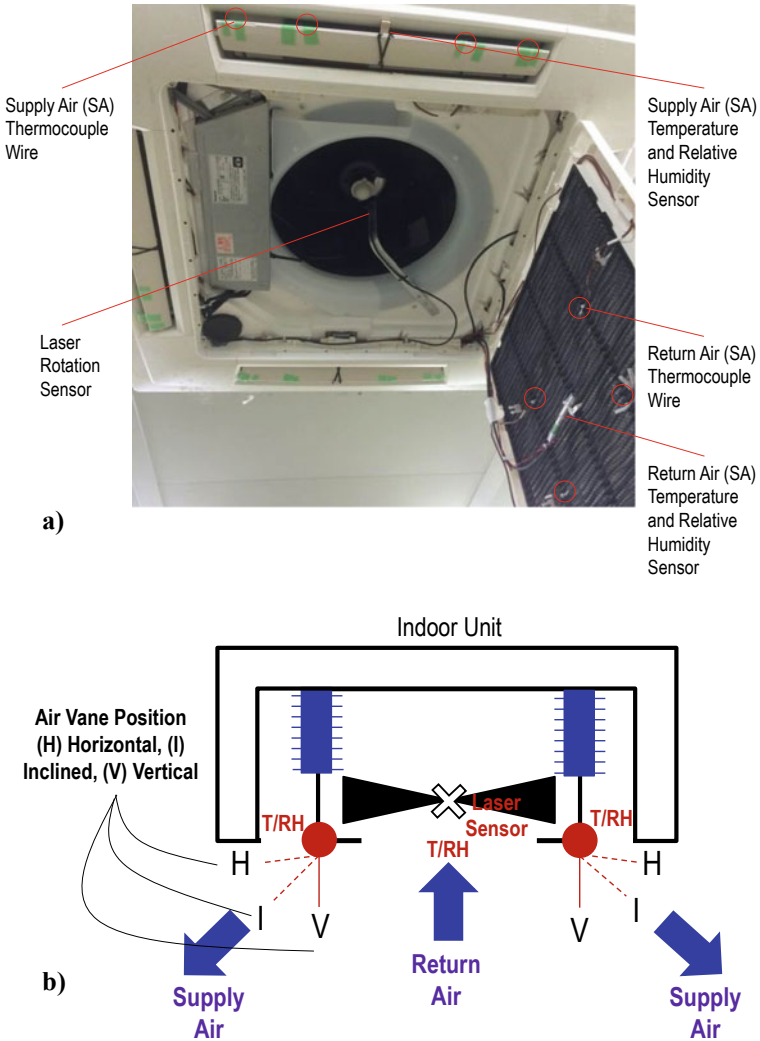 Supply Air (SA)
Thermocouple
Wire
Supply Air (SA)
Temperature
and Relative
Humidity
Sensor
Laser
Rotation
Sensor
Return Air (SA)
Thermocouple
Wire
Return Air (SA)
Temperature
and Relative
Humidity
Sensor
a)
Indoor Unit
Air Vane Position
(H) Horizontal, (I)
Inclined, (V) Vertical
T/RH
Laser
Sensor
T/RH
T/RH
H
I
V
H
I
V
Return
Air
Supply
Air
Supply
Air
b)